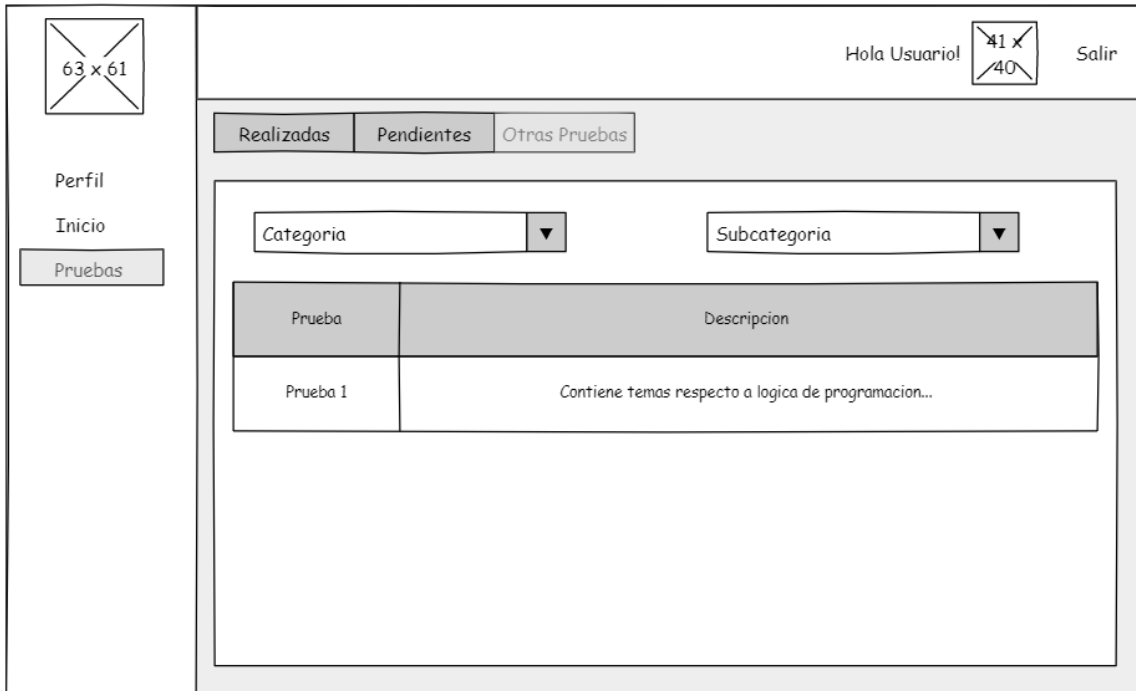 63 x 61
Hola Usuario!
41 x
40
Salir
Perfil
Inicio
Pruebas
Realizadas
Pendientes
Otras Pruebas
Categoria
Subcategoria
Prueba
Descripcion
Prueba 1
Contiene temas respecto a logica de programacion...